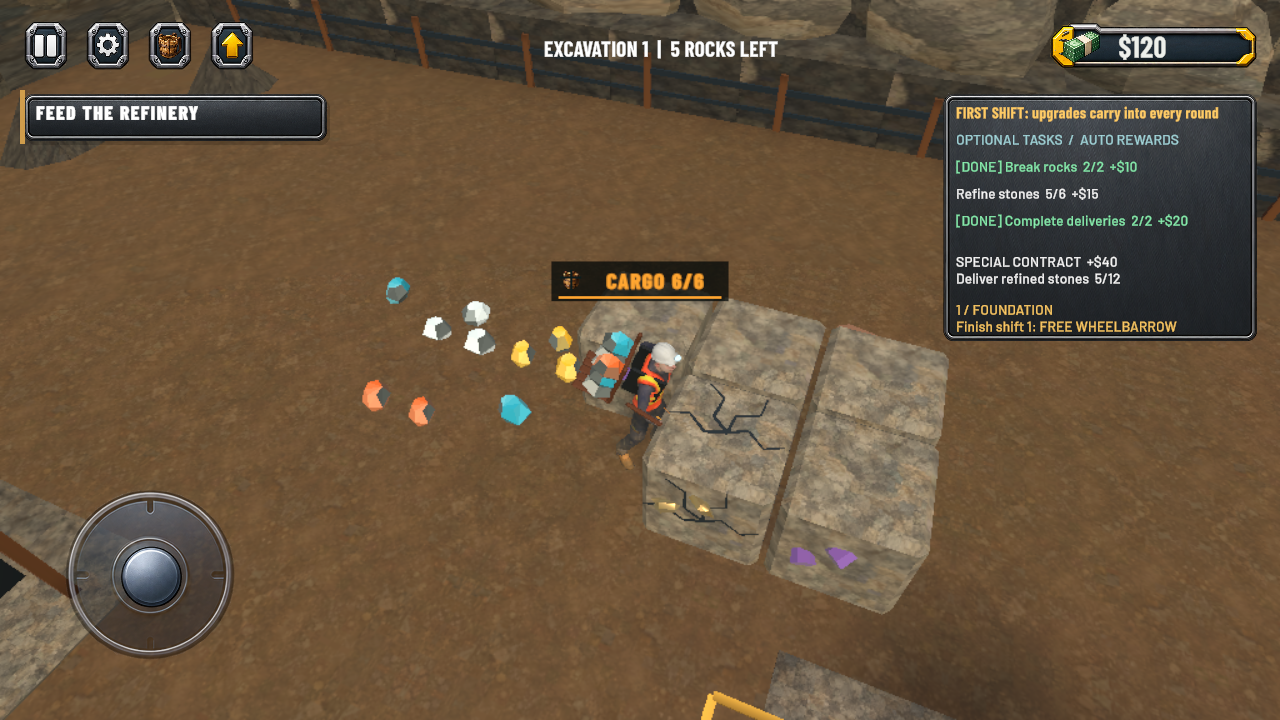 EXCAVATION 1 | 5 ROCKS LEFT
$120
FEED THE REFINERY
FIRST SHIFT: upgrades carry into every round
OPTIONAL TASKS / AUTO REWARDS
[DONE] Break rocks 2/2 +$10
Refine stones 5/6 +$15
[DONE] Complete deliveries 2/2 +$20
SPECIAL CONTRACT +$40
Deliver refined stones 5/12
1 / FOUNDATION
Finish shift 1: FREE WHEELBARROW
CARGO 6/6